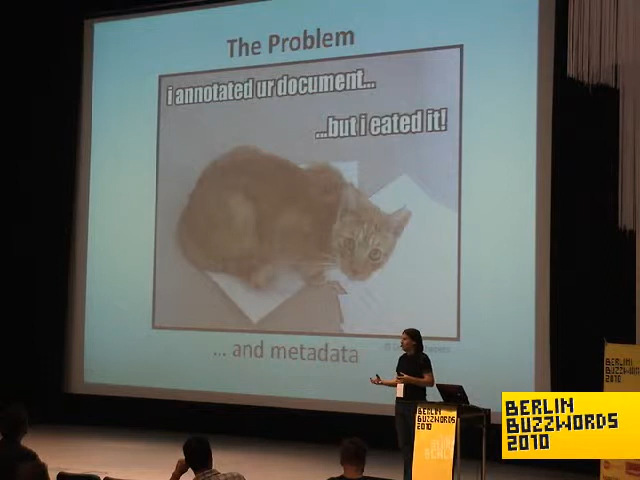 The Problem
i annotated ur document...
...but i eated it!
... and metadata
BERLIN
BUZZWORDS
2010
BERLIN
BUZZWORDS
2010
BERLIN
BUZZWORDS
2010